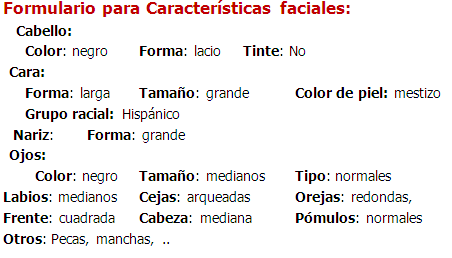 Formulario para Características faciales:
Cabello:
Color: negro Forma: lacio Tinte: No
Cara:
Forma: larga Tamaño: grande Color de piel: mestizo
Grupo racial: Hispánico
Nariz: Forma: grande
Ojos:
Color: negro Tamaño: medianos Tipo: normales
Labios: medianos Cejas: arqueadas Orejas: redondas,
Frente: cuadrada Cabeza: mediana Pómulos: normales
Otros: Pecas, manchas, ..